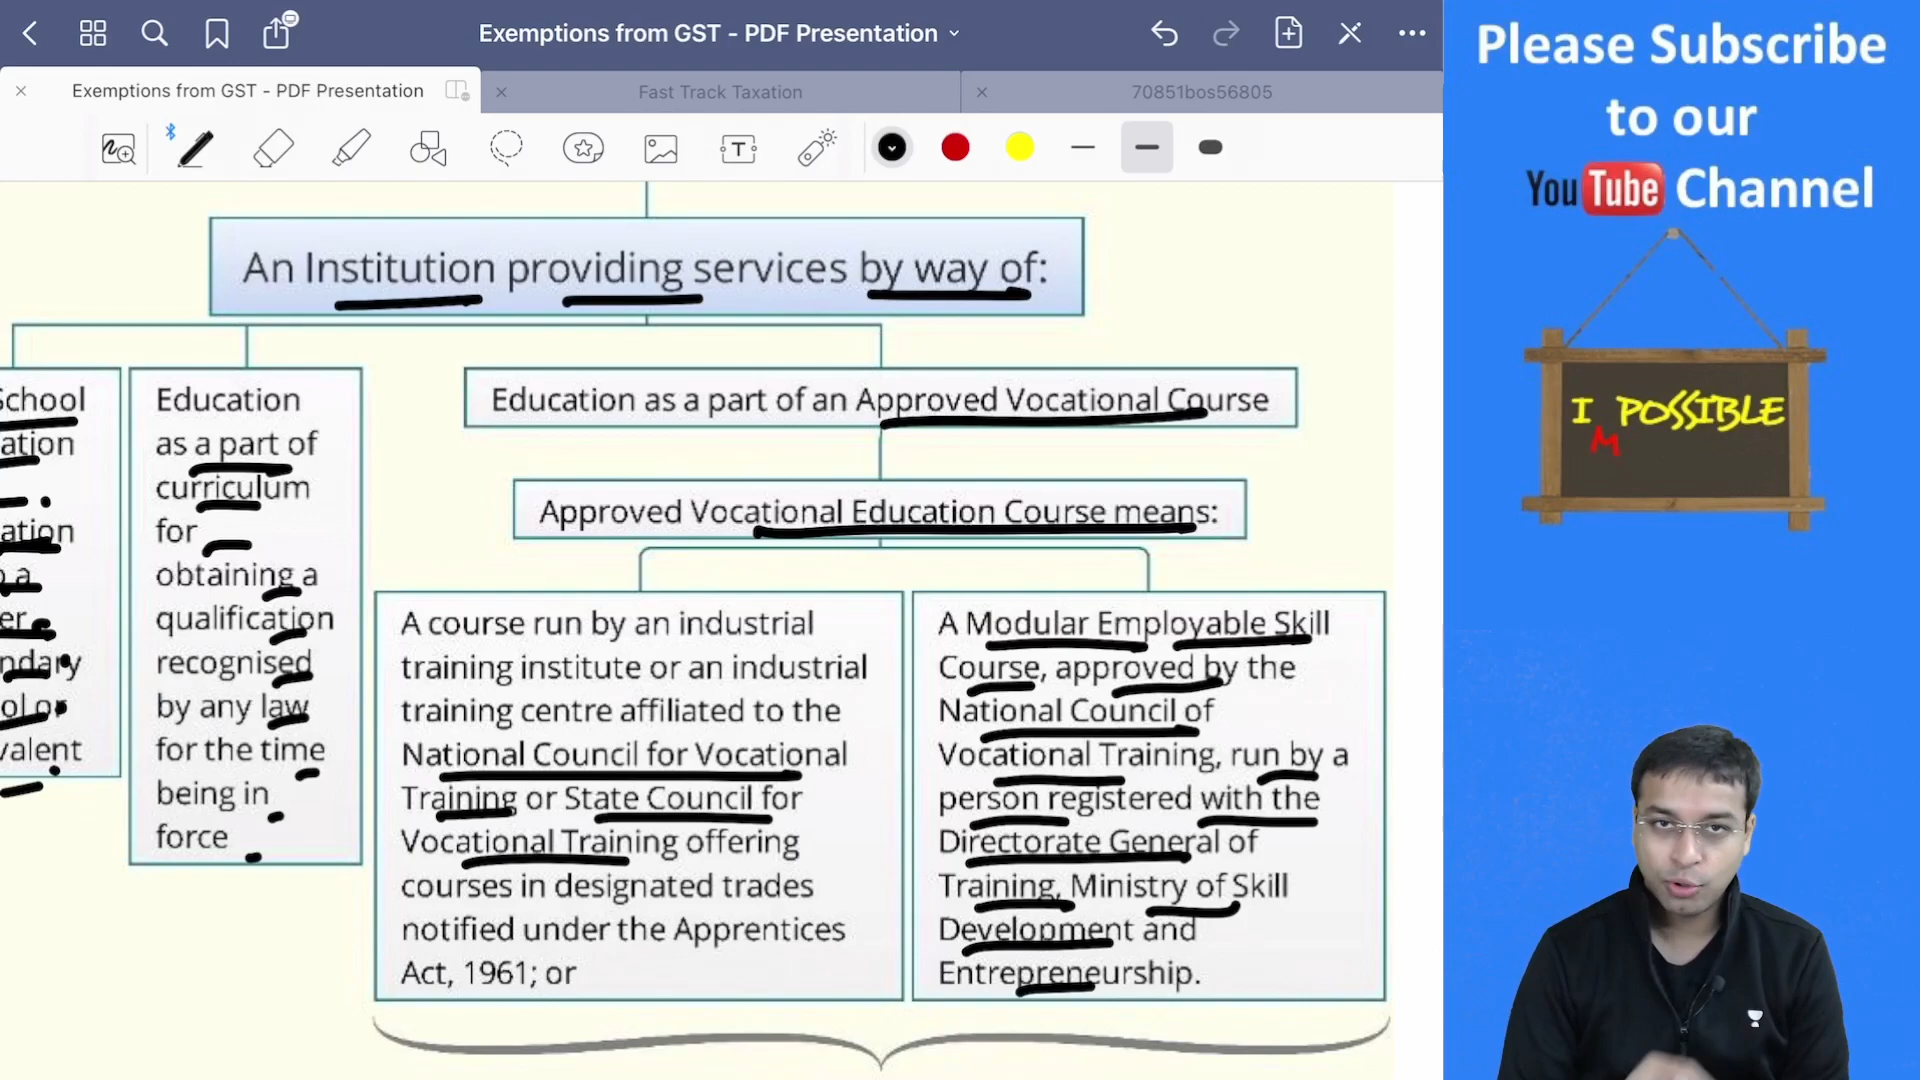 Exemptions from GST - PDF Presentation
Exemptions from GST - PDF Presentation
Fast Track Taxation
70851bos56805
An Institution providing services by way of:
School
ation
ation
o a
er
ndary
ol or
valent
Education
as a part of
curriculum
for
obtaining a
qualification
recognised
by any law
for the time
being in
force
Education as a part of an Approved Vocational Course
Approved Vocational Education Course means:
A course run by an industrial
training institute or an industrial
training centre affiliated to the
National Council for Vocational
Training or State Council for
Vocational Training offering
courses in designated trades
notified under the Apprentices
Act, 1961; or
A Modular Employable Skill
Course, approved by the
National Council of
Vocational Training, run by a
person registered with the
Directorate General of
Training, Ministry of Skill
Development and
Entrepreneurship.
Please Subscribe
to our
YouTube Channel
I POSSIBLE
M